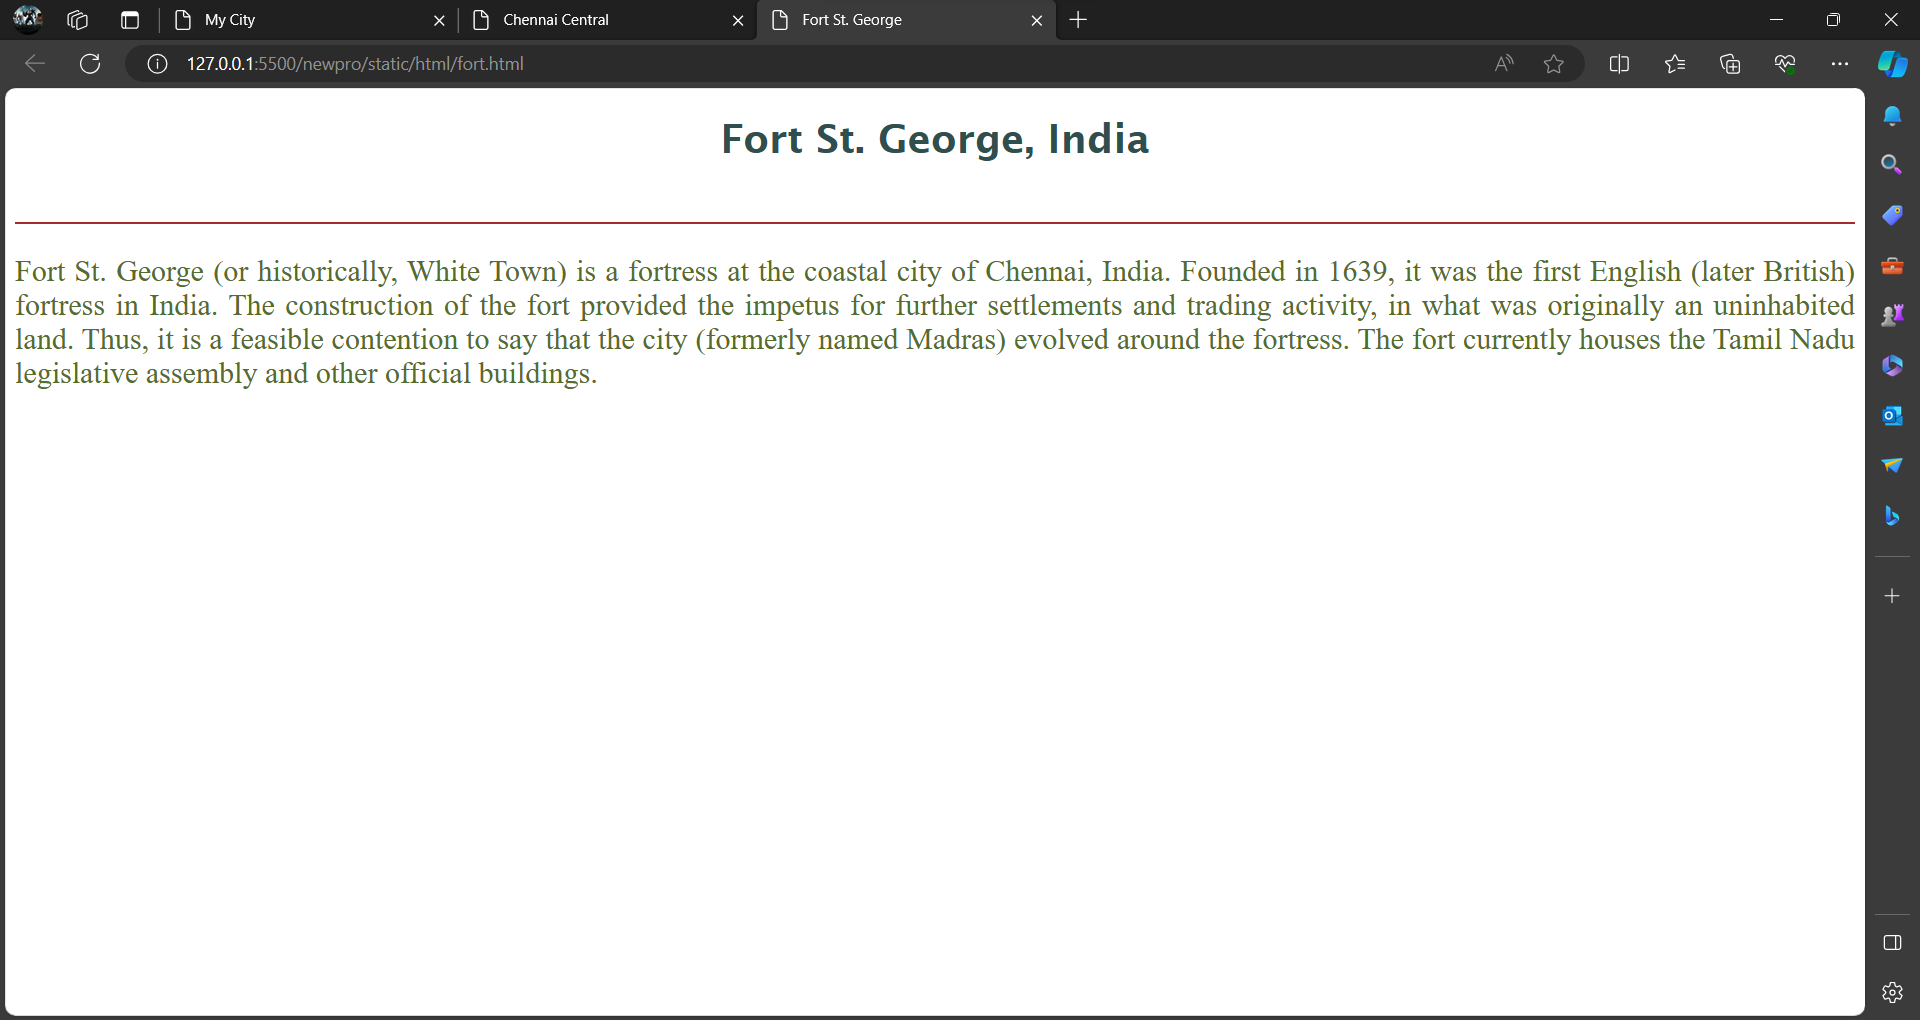 My City
Chennai Central
Fort St. George
127.0.0.1:5500/newpro/static/html/fort.html
Fort St. George, India
Fort St. George (or historically, White Town) is a fortress at the coastal city of Chennai, India. Founded in 1639, it was the first English (later British)
fortress in India. The construction of the fort provided the impetus for further settlements and trading activity, in what was originally an uninhabited
land. Thus, it is a feasible contention to say that the city (formerly named Madras) evolved around the fortress. The fort currently houses the Tamil Nadu
legislative assembly and other official buildings.